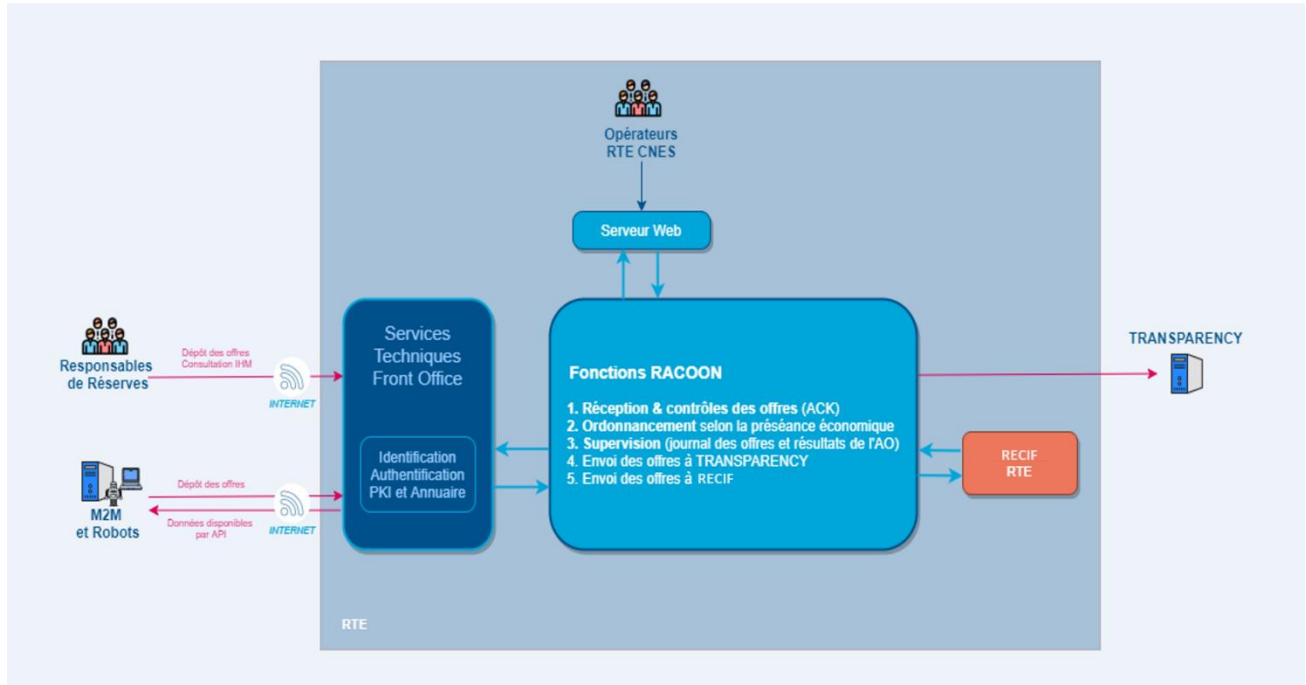 Opérateurs
RTE CNES
Serveur Web
Responsables
de Réserves
Dépôt des offres
Consultation IHM
INTERNET
M2M
et Robots
Dépôt des offres
Données disponibles
par API
INTERNET
Services
Techniques
Front Office
Identification
Authentification
PKI et Annuaire
Fonctions RACOON
1. Réception & contrôles des offres (ACK)
2. Ordonnancement selon la préséance économique
3. Supervision (journal des offres et résultats de l'AO)
4. Envoi des offres à TRANSPARENCY
5. Envoi des offres à RECIF
TRANSPARENCY
RECIF
RTE
RTE